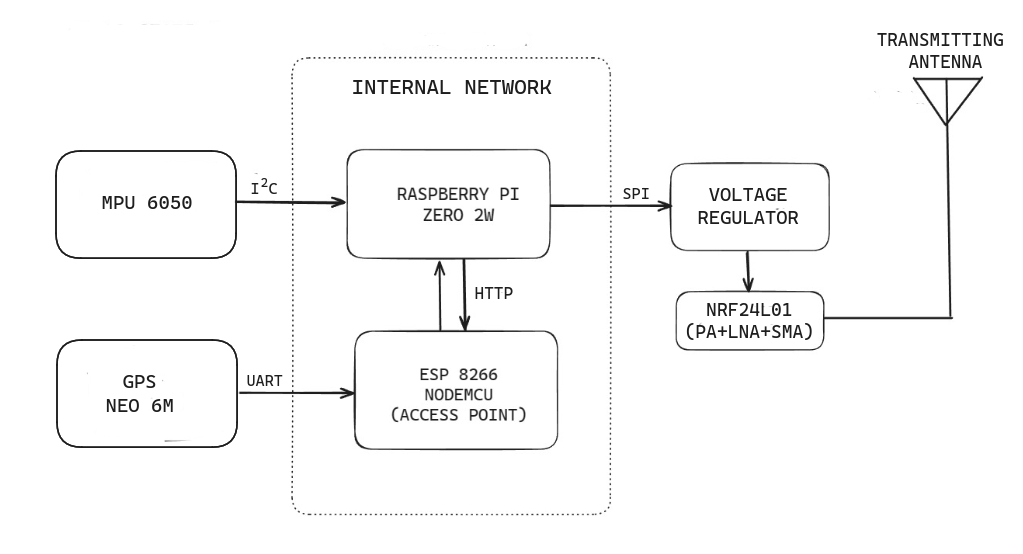 TRANSMITTING
ANTENNA
INTERNAL NETWORK
MPU 6050
I²C
RASPBERRY PI
ZERO 2W
SPI
VOLTAGE
REGULATOR
HTTP
NRF24L01
(PA+LNA+SMA)
GPS
NEO 6M
UART
ESP 8266
NODEMCU
(ACCESS POINT)